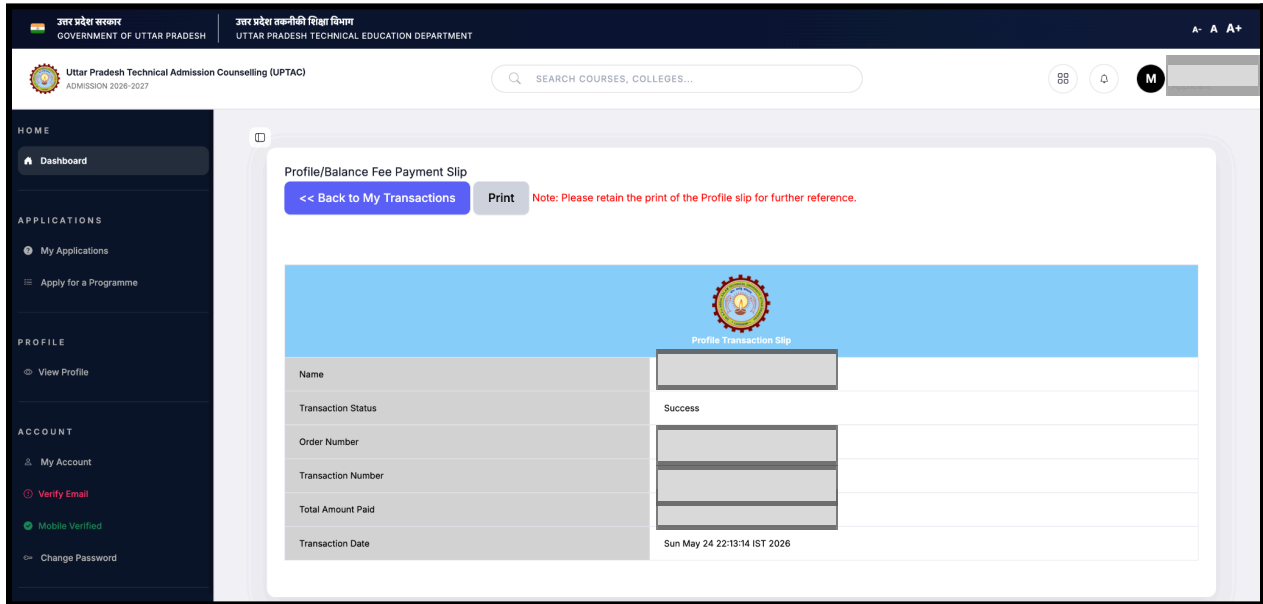 उत्तर प्रदेश सरकार
GOVERNMENT OF UTTAR PRADESH
उत्तर प्रदेश तकनीकी शिक्षा विभाग
UTTAR PRADESH TECHNICAL EDUCATION DEPARTMENT
A- A A+
Uttar Pradesh Technical Admission Counselling (UPTAC)
ADMISSION 2026-2027
SEARCH COURSES, COLLEGES...
M
HOME
Dashboard
APPLICATIONS
My Applications
Apply for a Programme
PROFILE
View Profile
ACCOUNT
My Account
Verify Email
Mobile Verified
Change Password
Profile/Balance Fee Payment Slip
<< Back to My Transactions
Print
Note: Please retain the print of the Profile slip for further reference.
Profile Transaction Slip
Name
Transaction Status Success
Order Number
Transaction Number
Total Amount Paid
Transaction Date Sun May 24 22:13:14 IST 2026